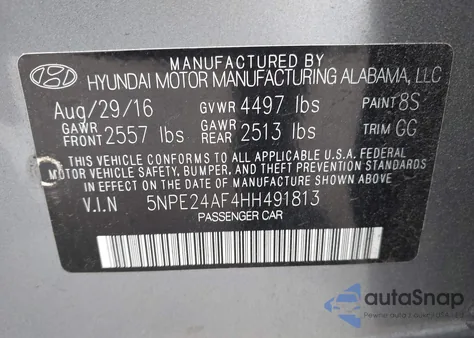 MANUFACTURED BY
HYUNDAI MOTOR MANUFACTURING ALABAMA, LLC
Aug/29/16 GVWR 4497 lbs PAINT 8S
GAWR FRONT 2557 lbs GAWR REAR 2513 lbs TRIM GG
THIS VEHICLE CONFORMS TO ALL APPLICABLE U.S.A. FEDERAL
MOTOR VEHICLE SAFETY, BUMPER, AND THEFT PREVENTION STANDARDS
IN EFFECT ON THE DATE OF MANUFACTURE SHOWN ABOVE.
V.I.N 5NPE24AF4HH491813
PASSENGER CAR
autoSnap